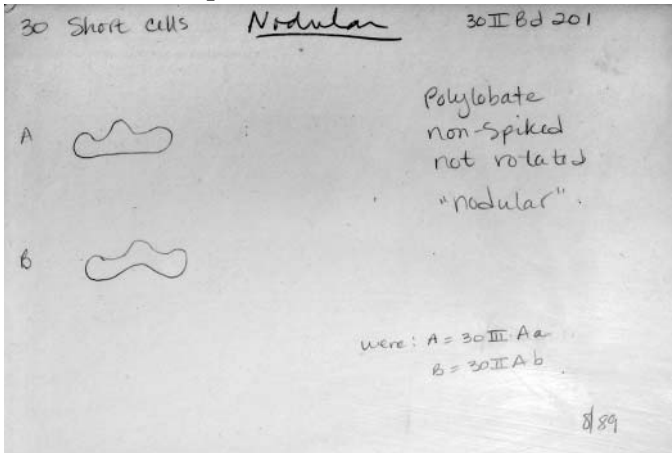 30 Short cells Nodular 30 II Bd 201
Polylobate
A non-spiked
not rotated
"nodular".
B
were: A = 30 III Aa
B = 30 II Ab
8/89